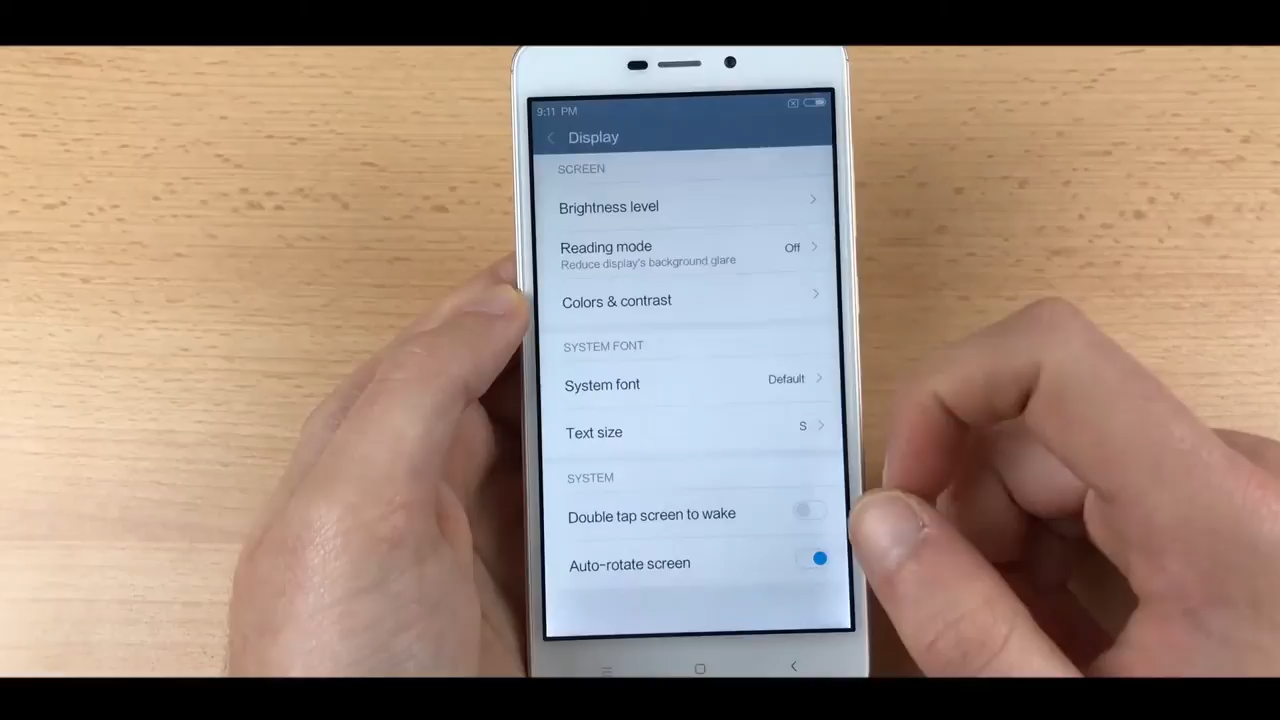 9:11 PM
Display
SCREEN
Brightness level
Reading mode Off
Reduce display's background glare
Colors & contrast
SYSTEM FONT
System font Default
Text size S
SYSTEM
Double tap screen to wake
Auto-rotate screen